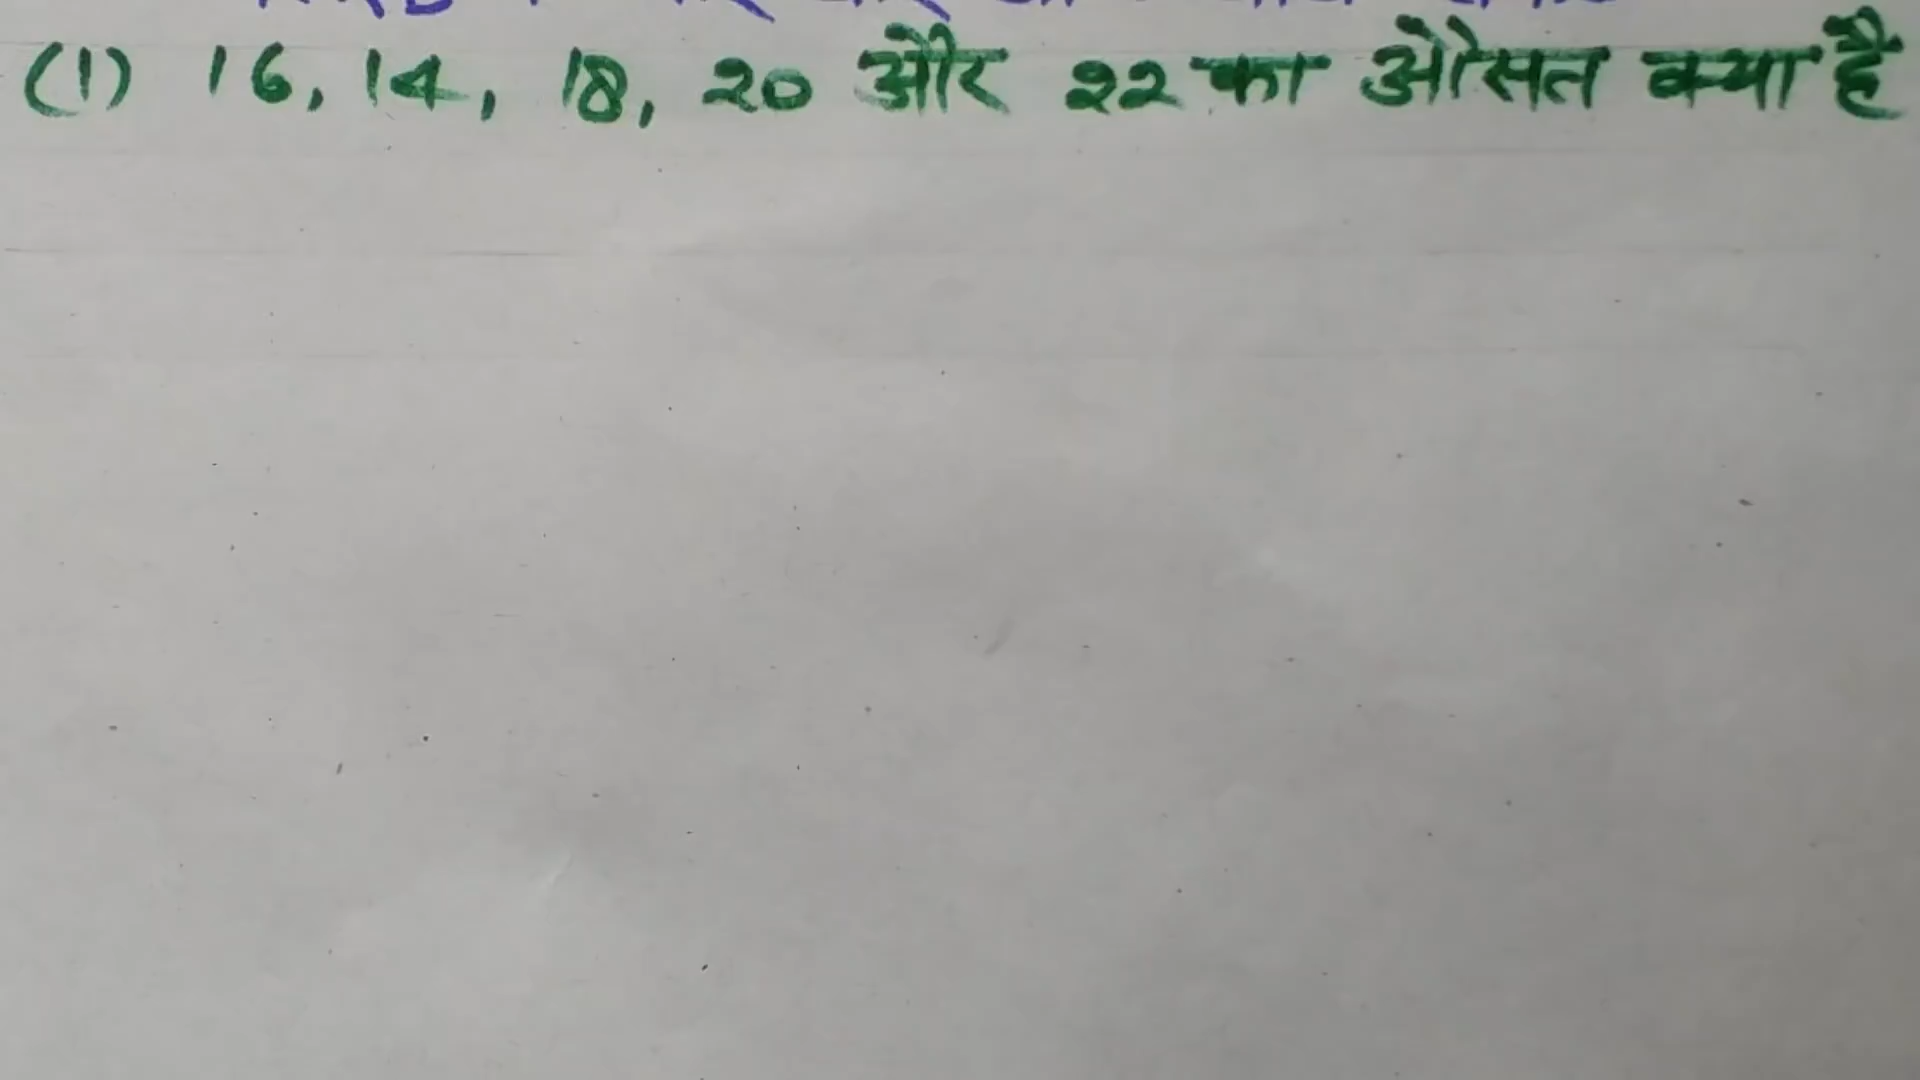 (1) 16, 14, 18, 20 और 22 का औसत क्या है